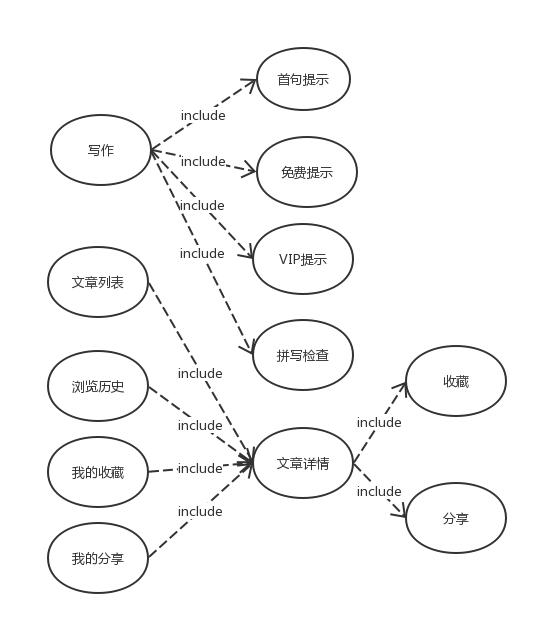 首句提示
include
写作
include
免费提示
include
include
VIP提示
文章列表
拼写检查
include
收藏
浏览历史
include
include
我的收藏
include
文章详情
include
include
我的分享
分享